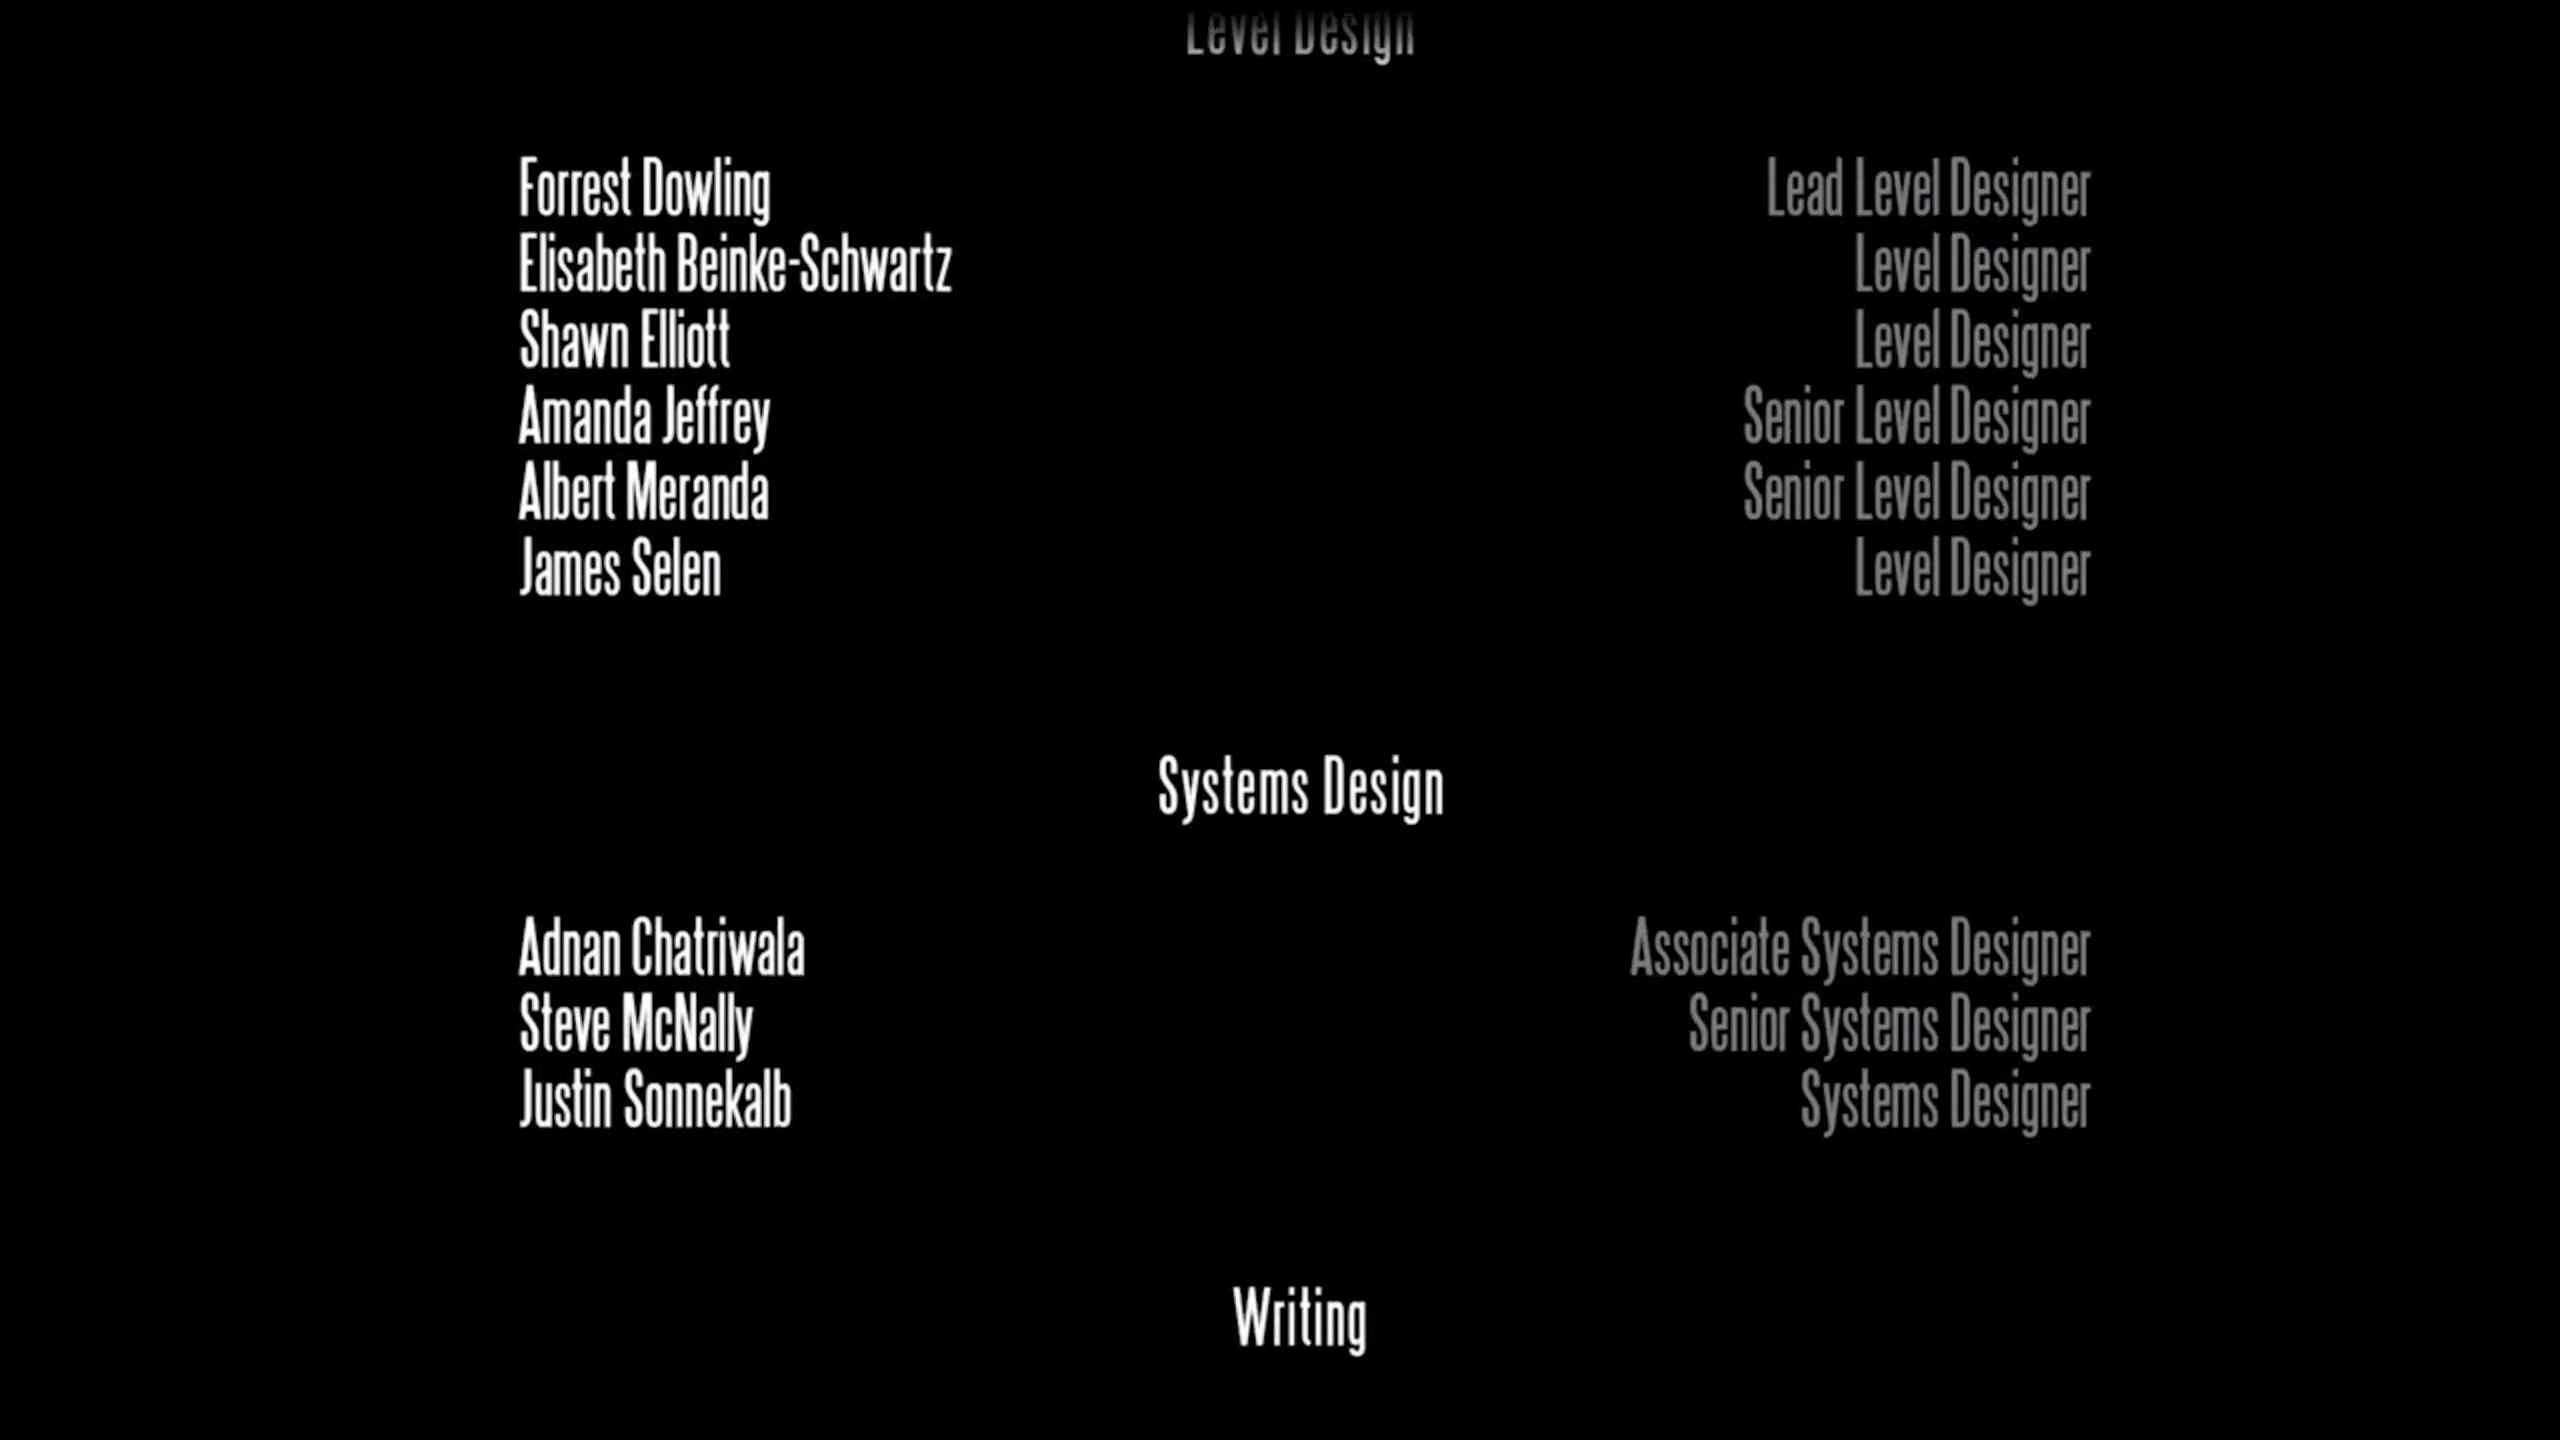 Level Design
Forrest Dowling Lead Level Designer
Elisabeth Beinke-Schwartz Level Designer
Shawn Elliott Level Designer
Amanda Jeffrey Senior Level Designer
Albert Meranda Senior Level Designer
James Selen Level Designer
Systems Design
Adnan Chatriwala Associate Systems Designer
Steve McNally Senior Systems Designer
Justin Sonnekalb Systems Designer
Writing